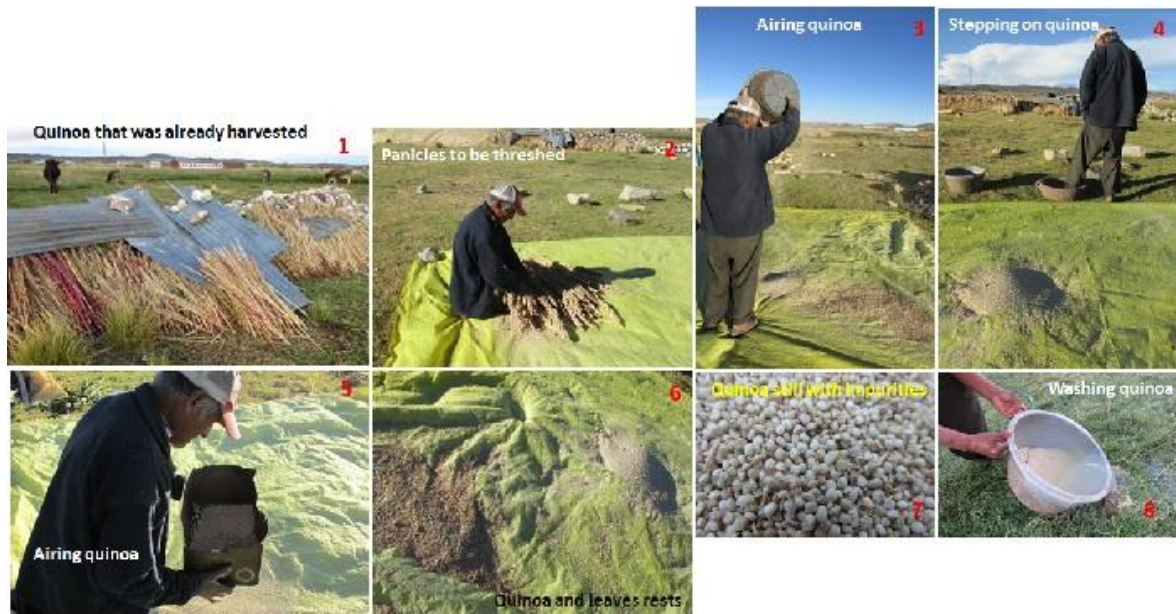 Quinoa that was already harvested
1
Panicles to be threshed
2
Airing quinoa
3
Stepping on quinoa
4
5
Airing quinoa
6
Quinoa and leaves rests
Quinoa still with impurities
7
Washing quinoa
8